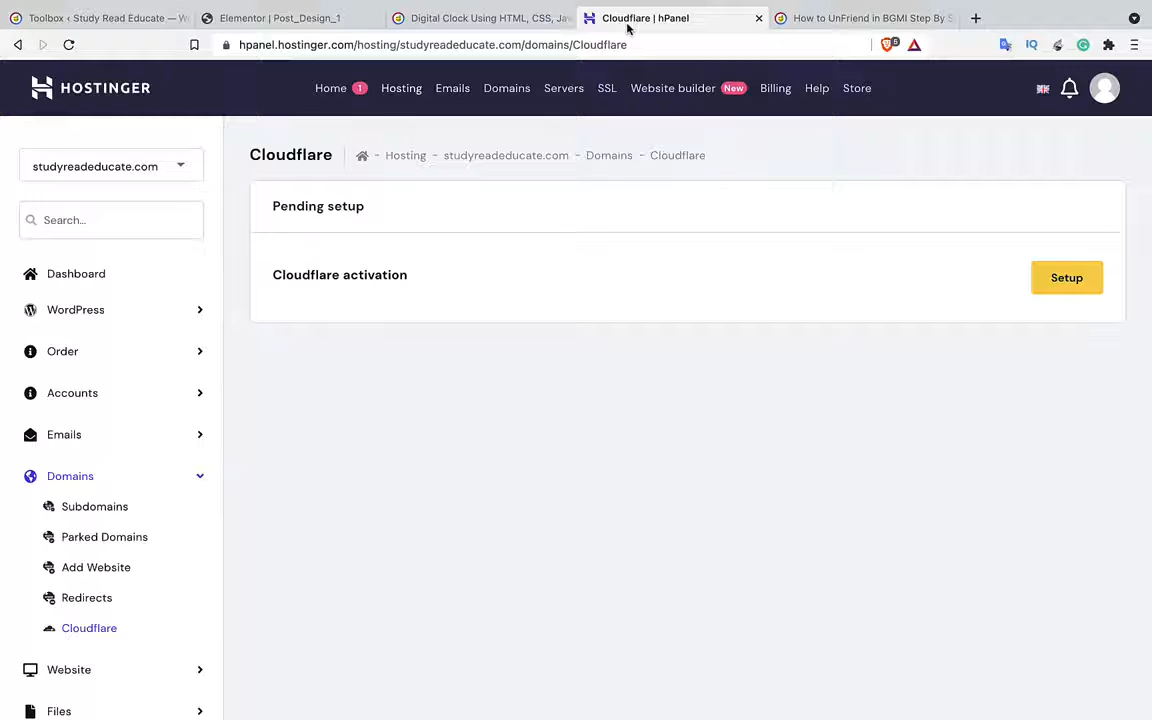 Toolbox ‹ Study Read Educate — W
Elementor | Post_Design_1
Digital Clock Using HTML, CSS, Ja
Cloudflare | hPanel
How to UnFriend in BGMI Step By S
hpanel.hostinger.com/hosting/studyreadeducate.com/domains/Cloudflare
IQ
HOSTINGER
Home 1 Hosting Emails Domains Servers SSL Website builder New Billing Help Store
studyreadeducate.com
Cloudflare
- Hosting - studyreadeducate.com - Domains - Cloudflare
Search...
Pending setup
Cloudflare activation
Setup
Dashboard
WordPress
Order
Accounts
Emails
Domains
Subdomains
Parked Domains
Add Website
Redirects
Cloudflare
Website
Files